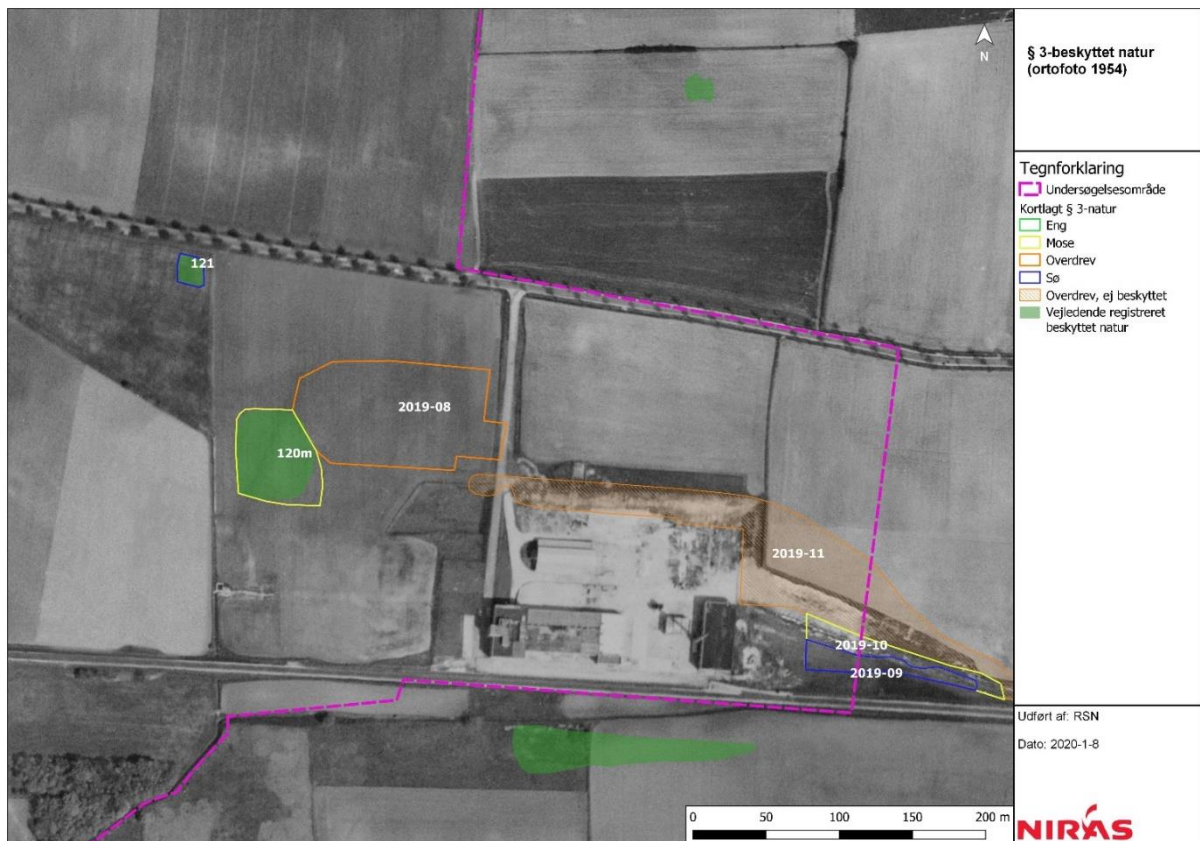 § 3-beskyttet natur
(ortofoto 1954)
N
Tegnforklaring
Undersøgelsesområde
Kortlagt § 3-natur
Eng
Mose
Overdrev
Sø
Overdrev, ej beskyttet
Vejledende registreret
beskyttet natur
121
2019-08
120m
2019-11
2019-10
2019-09
Udført af: RSN
Dato: 2020-1-8
0 50 100 150 200 m
NIRAS